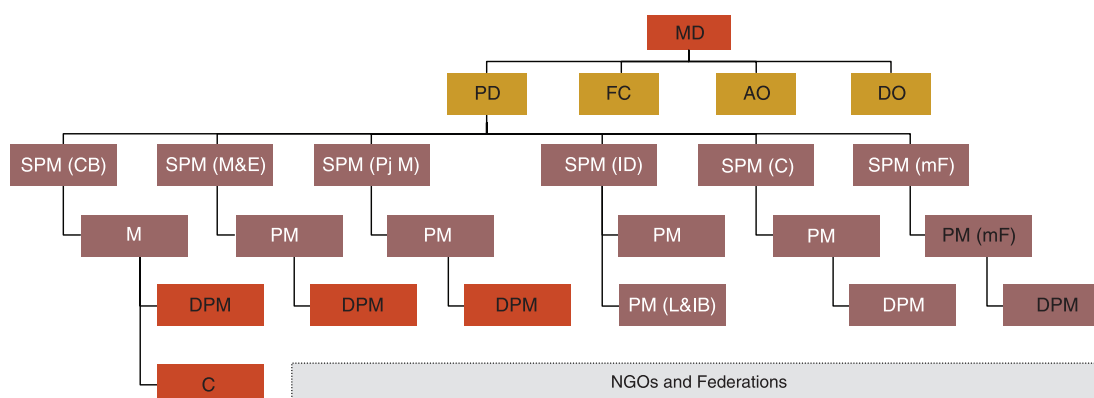 MD
PD
FC
AO
DO
SPM (CB)
SPM (M&E)
SPM (Pj M)
SPM (ID)
SPM (C)
SPM (mF)
M
PM
PM
PM
PM
PM (mF)
DPM
DPM
DPM
PM (L&IB)
DPM
DPM
C
NGOs and Federations